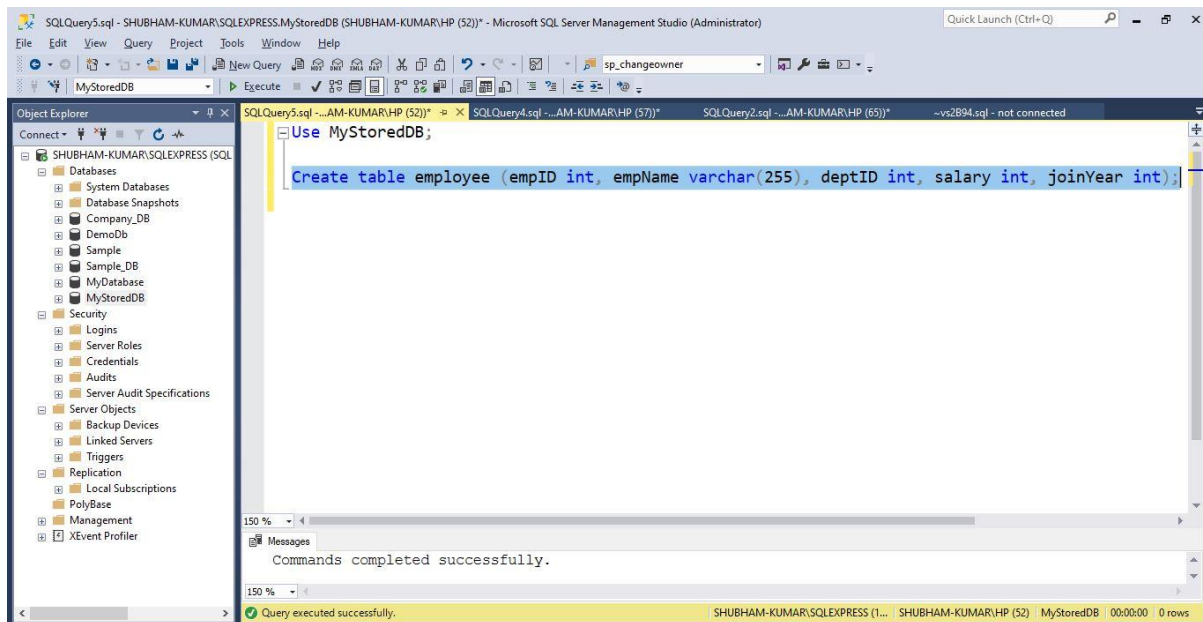 SQLQuery5.sql - SHUBHAM-KUMAR\SQLEXPRESS.MyStoredDB (SHUBHAM-KUMAR\HP (52))* - Microsoft SQL Server Management Studio (Administrator)
Quick Launch (Ctrl+Q)
File Edit View Query Project Tools Window Help
New Query
sp_changeowner
MyStoredDB
Execute
Object Explorer
SQLQuery5.sql -...AM-KUMAR\HP (52))*
SQLQuery4.sql -...AM-KUMAR\HP (57))*
SQLQuery2.sql -...AM-KUMAR\HP (65))*
~vs2B94.sql - not connected
Connect
SHUBHAM-KUMAR\SQLEXPRESS (SQL
Databases
System Databases
Database Snapshots
Company_DB
DemoDb
Sample
Sample_DB
MyDatabase
MyStoredDB
Security
Logins
Server Roles
Credentials
Audits
Server Audit Specifications
Server Objects
Backup Devices
Linked Servers
Triggers
Replication
Local Subscriptions
PolyBase
Management
XEvent Profiler
Use MyStoredDB;
Create table employee (empID int, empName varchar(255), deptID int, salary int, joinYear int);
150 %
Messages
Commands completed successfully.
150 %
Query executed successfully.
SHUBHAM-KUMAR\SQLEXPRESS (1...
SHUBHAM-KUMAR\HP (52)
MyStoredDB
00:00:00
0 rows